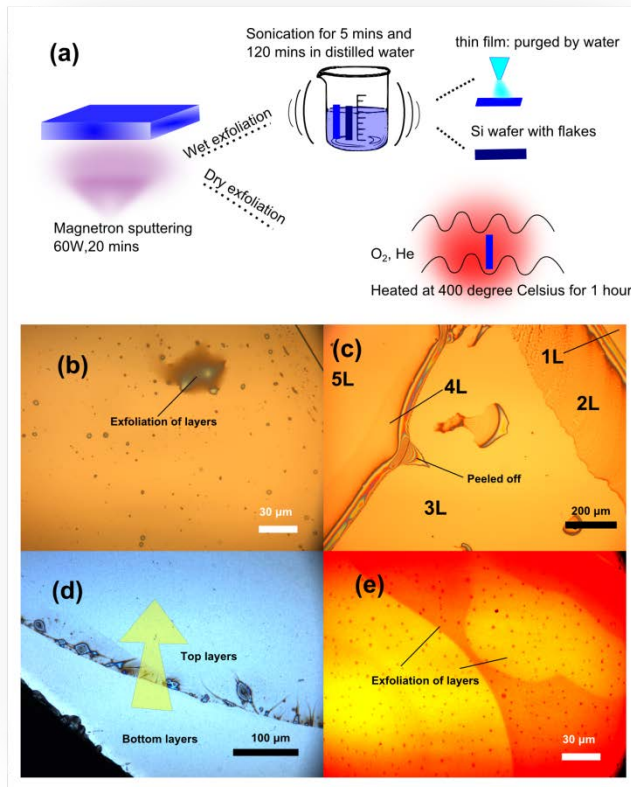 (a)
Sonication for 5 mins and
120 mins in distilled water
thin film: purged by water
Wet exfoliation
Si wafer with flakes
Dry exfoliation
Magnetron sputtering
60W,20 mins
O₂, He
Heated at 400 degree Celsius for 1 hour
(b)
Exfoliation of layers
30 µm
(c)
1L
5L
4L
2L
Peeled off
3L
200 µm
(d)
Top layers
Bottom layers
100 µm
(e)
Exfoliation of layers
30 µm